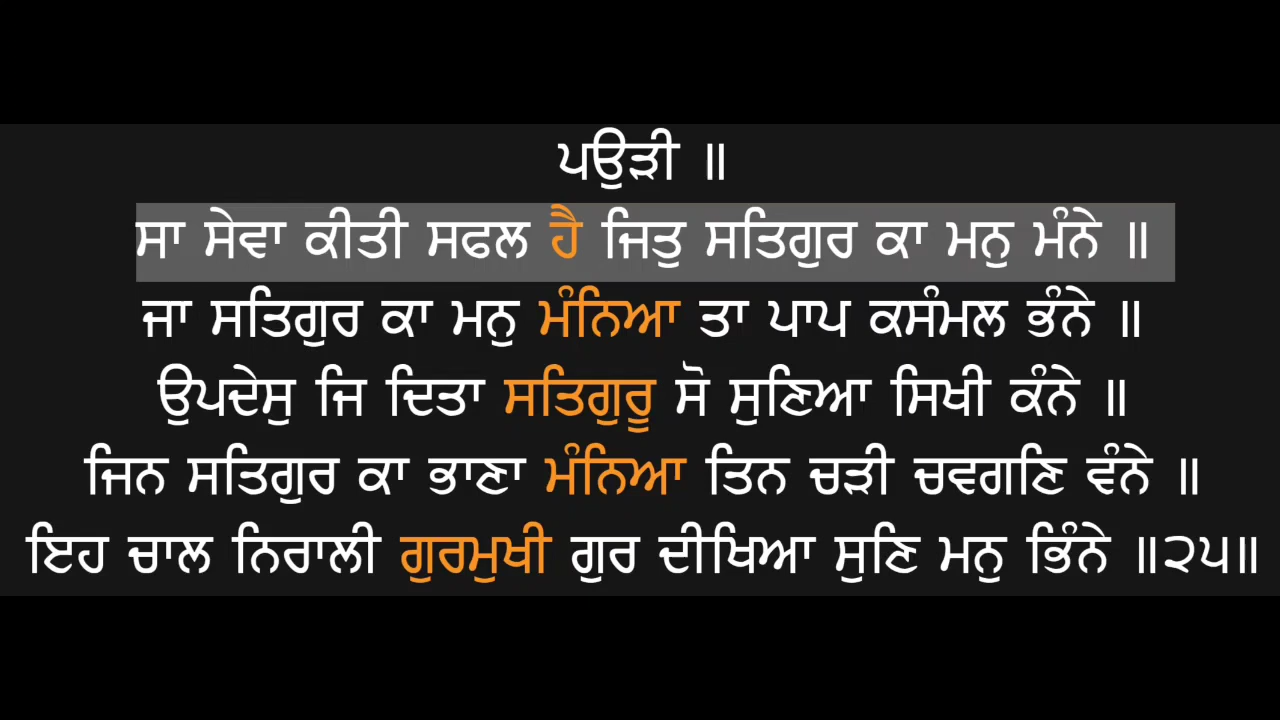 ਪਉੜੀ ॥
ਸਾ ਸੇਵਾ ਕੀਤੀ ਸਫਲ ਹੈ ਜਿਤੁ ਸਤਿਗੁਰ ਕਾ ਮਨੁ ਮੰਨੇ ॥
ਜਾ ਸਤਿਗੁਰ ਕਾ ਮਨੁ ਮੰਨਿਆ ਤਾ ਪਾਪ ਕਸੰਮਲ ਭੰਨੇ ॥
ਉਪਦੇਸੁ ਜਿ ਦਿਤਾ ਸਤਿਗੁਰੂ ਸੋ ਸੁਣਿਆ ਸਿਖੀ ਕੰਨੇ ॥
ਜਿਨ ਸਤਿਗੁਰ ਕਾ ਭਾਣਾ ਮੰਨਿਆ ਤਿਨ ਚੜੀ ਚਵਗਣਿ ਵੰਨੇ ॥
ਇਹ ਚਾਲ ਨਿਰਾਲੀ ਗੁਰਮੁਖੀ ਗੁਰ ਦੀਖਿਆ ਸੁਣਿ ਮਨੁ ਭਿੰਨੇ ॥੨੫॥